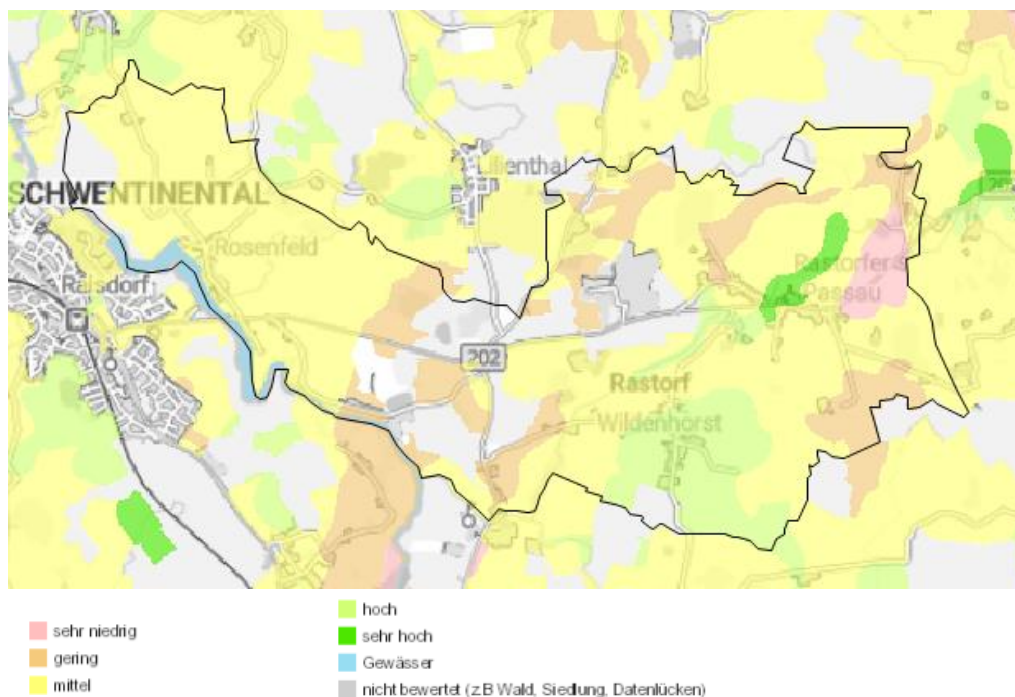 Lilienthal
SCHWENTINENTAL
Rosenfeld
Raisdorf
Rastorfer
Passau
202
Rastorf
Wildenhorst
sehr niedrig
gering
mittel
hoch
sehr hoch
Gewässer
nicht bewertet (z.B Wald, Siedlung, Datenlücken)